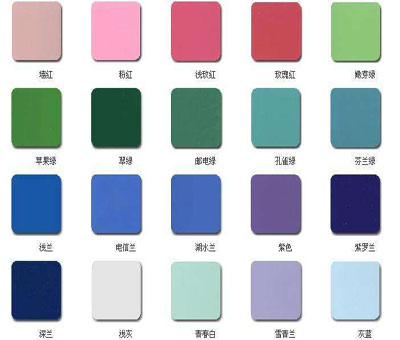 墙红 粉红 浅玫红 玫瑰红 嫩芽绿
苹果绿 翠绿 邮电绿 孔雀绿 芬兰绿
浅兰 电信兰 湖水兰 紫色 紫罗兰
深兰 浅灰 青春白 雪青兰 灰蓝